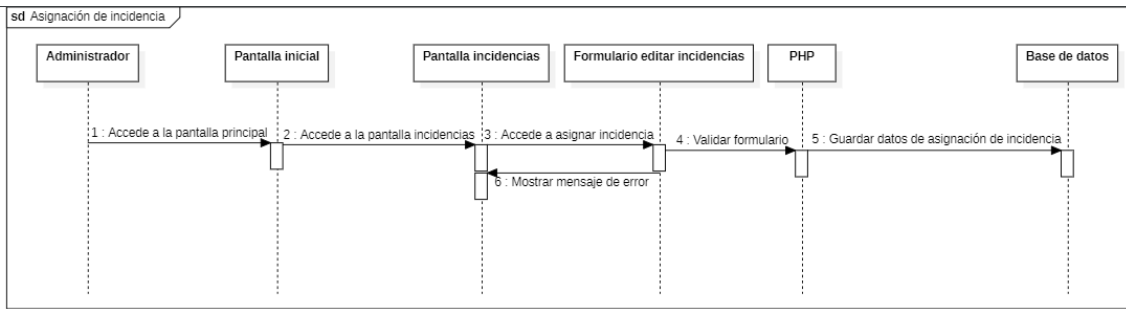 sd Asignación de incidencia
Administrador
Pantalla inicial
Pantalla incidencias
Formulario editar incidencias
PHP
Base de datos
1 : Accede a la pantalla principal
2 : Accede a la pantalla incidencias
3 : Accede a asignar incidencia
4 : Validar formulario
5 : Guardar datos de asignación de incidencia
6 : Mostrar mensaje de error